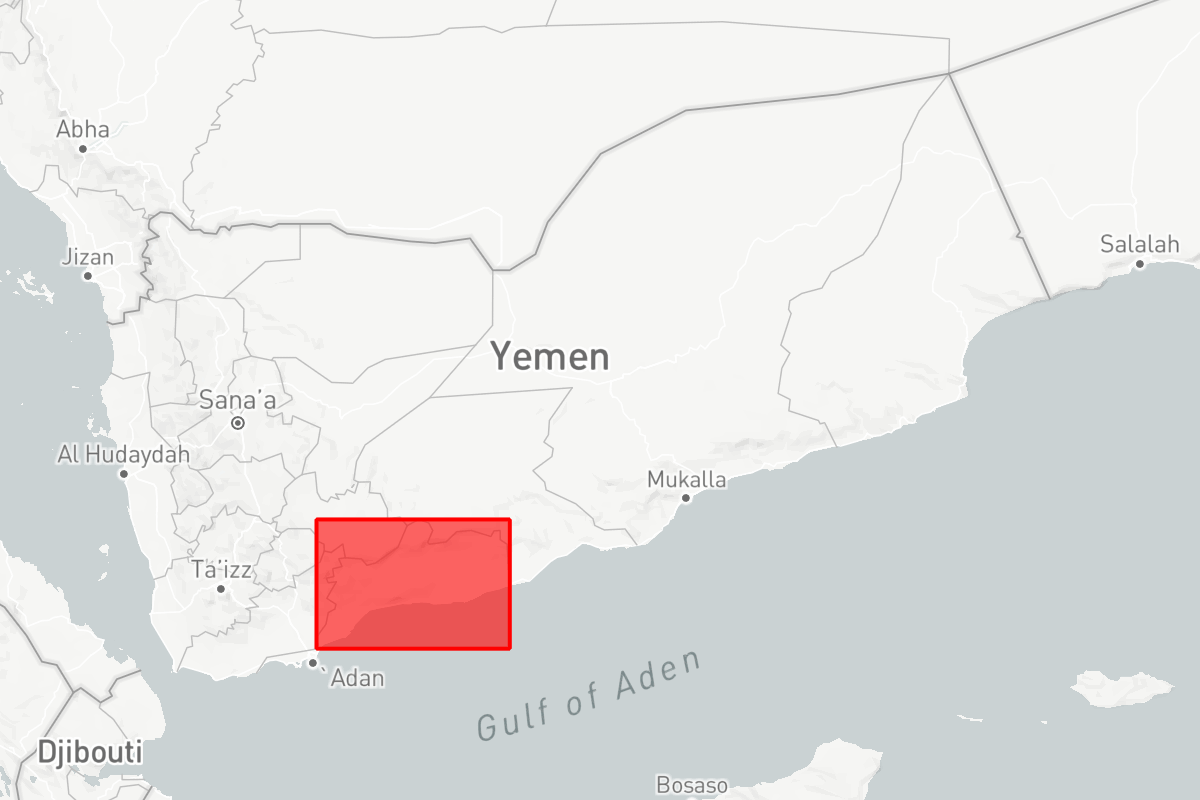 Abha
Jizan
Salalah
Yemen
Sana’a
Al Hudaydah
Mukalla
Ta’izz
`Adan
Gulf of Aden
Djibouti
Bosaso